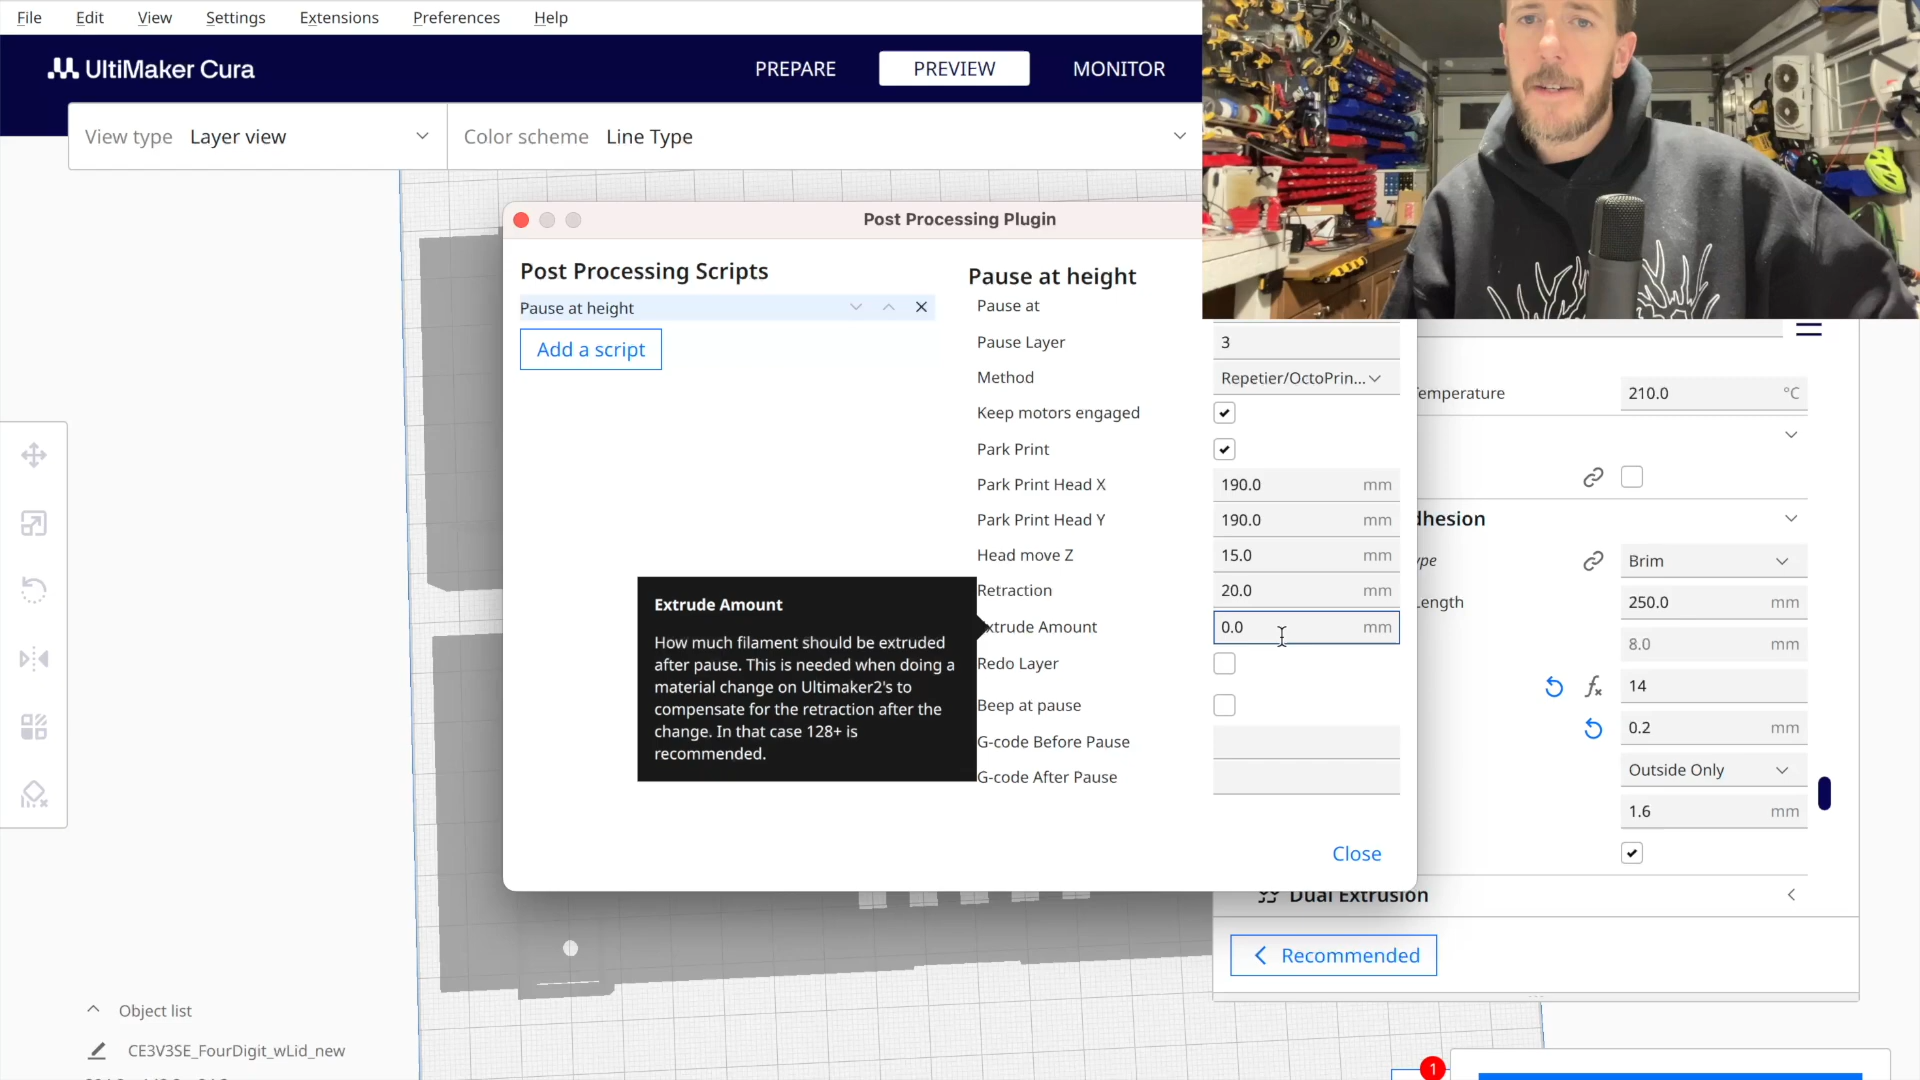 File Edit View Settings Extensions Preferences Help
UltiMaker Cura
PREPARE PREVIEW MONITOR
View type Layer view
Color scheme Line Type
Post Processing Plugin
Post Processing Scripts
Pause at height
Add a script
Pause at height
Pause at
Pause Layer 3
Method Repetier/OctoPrin...
Keep motors engaged
Park Print
Park Print Head X 190.0 mm
Park Print Head Y 190.0 mm
Head move Z 15.0 mm
Retraction 20.0 mm
xtrude Amount 0.0 mm
Redo Layer
Beep at pause
G-code Before Pause
G-code After Pause
Close
Extrude Amount
How much filament should be extruded
after pause. This is needed when doing a
material change on Ultimaker2's to
compensate for the retraction after the
change. In that case 128+ is
recommended.
emperature 210.0 °C
dhesion
ype Brim
Length 250.0 mm
8.0 mm
14
0.2 mm
Outside Only
1.6 mm
Dual Extrusion
Recommended
Object list
CE3V3SE_FourDigit_wLid_new
1